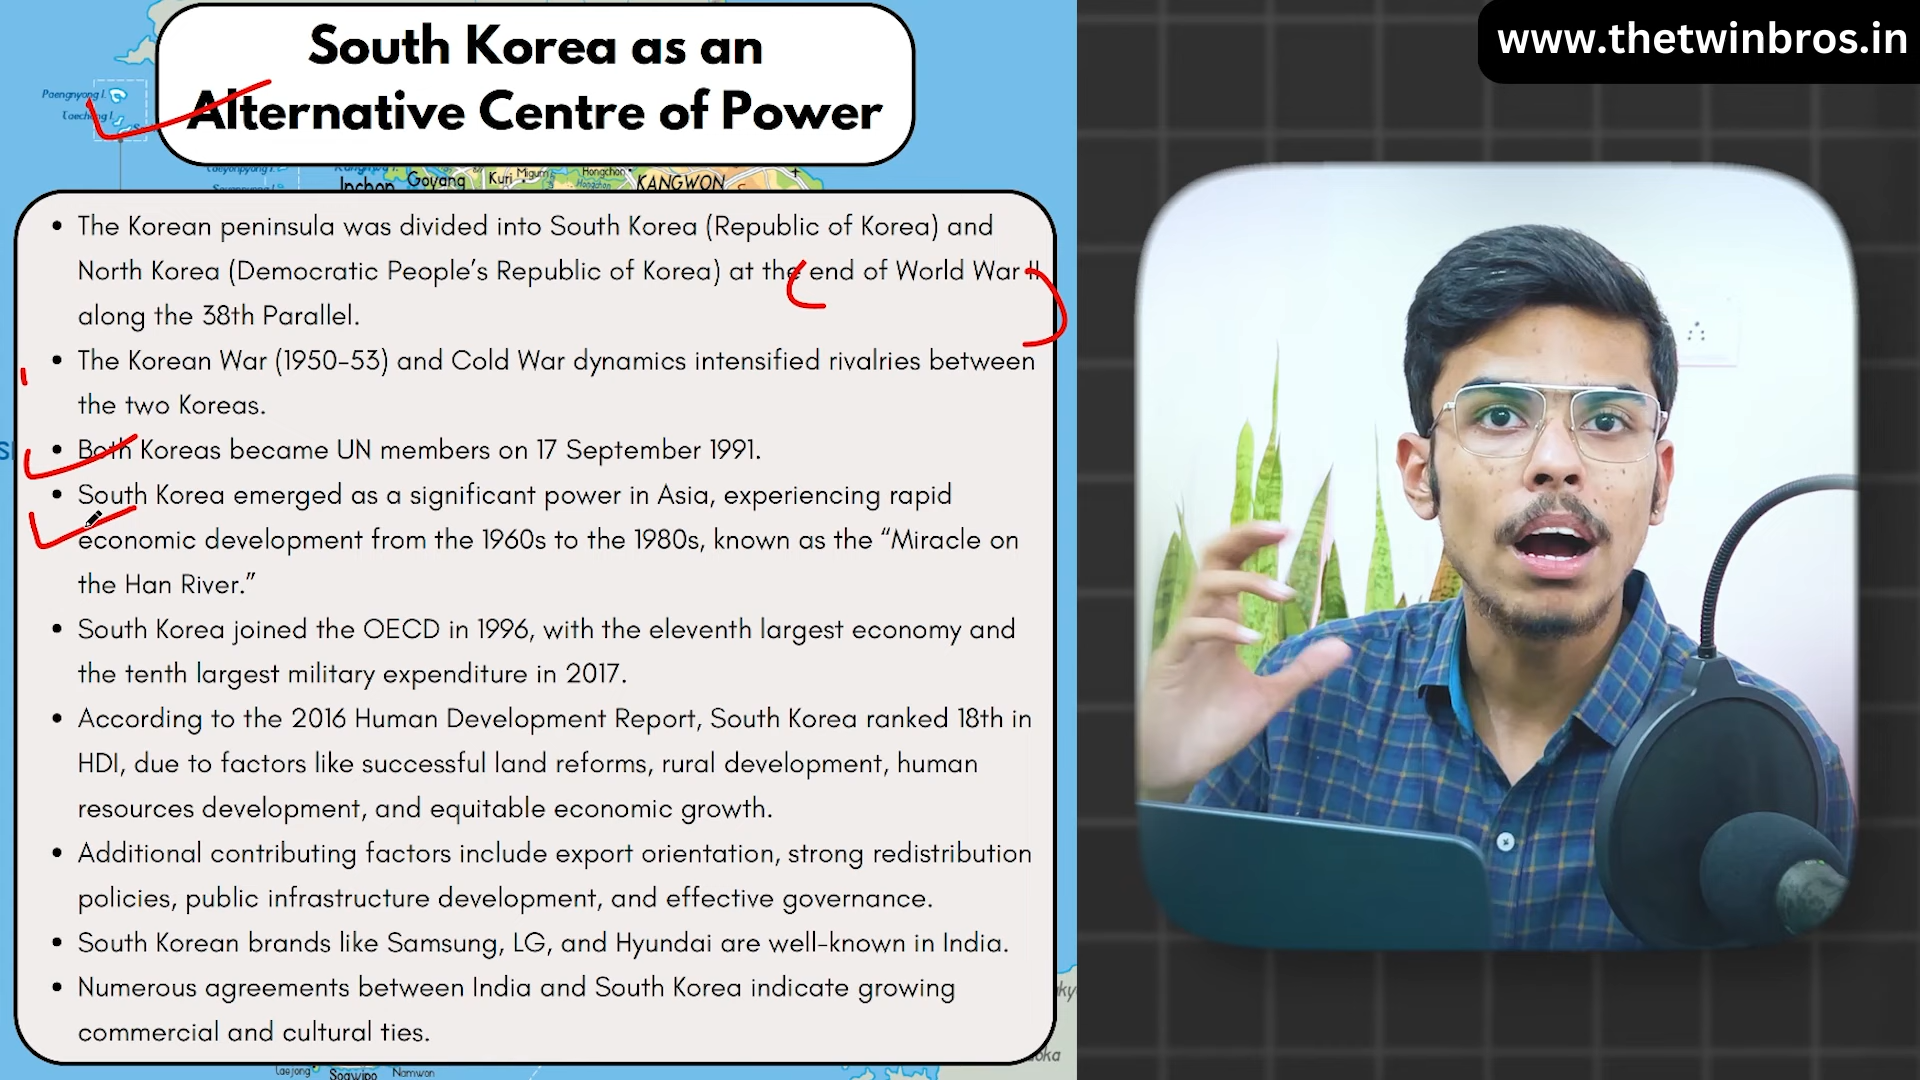 www.thetwinbros.in
South Korea as an
Alternative Centre of Power
Paengnyong I.
Taechong I.
Inchon
Goyang
Kuri
Migum
Hongchon
Hongchon
KANGWON
• The Korean peninsula was divided into South Korea (Republic of Korea) and
North Korea (Democratic People's Republic of Korea) at the end of World War II
along the 38th Parallel.
• The Korean War (1950-53) and Cold War dynamics intensified rivalries between
the two Koreas.
• Both Koreas became UN members on 17 September 1991.
• South Korea emerged as a significant power in Asia, experiencing rapid
economic development from the 1960s to the 1980s, known as the “Miracle on
the Han River.”
• South Korea joined the OECD in 1996, with the eleventh largest economy and
the tenth largest military expenditure in 2017.
• According to the 2016 Human Development Report, South Korea ranked 18th in
HDI, due to factors like successful land reforms, rural development, human
resources development, and equitable economic growth.
• Additional contributing factors include export orientation, strong redistribution
policies, public infrastructure development, and effective governance.
• South Korean brands like Samsung, LG, and Hyundai are well-known in India.
• Numerous agreements between India and South Korea indicate growing
commercial and cultural ties.
Sogwipo
Namwon